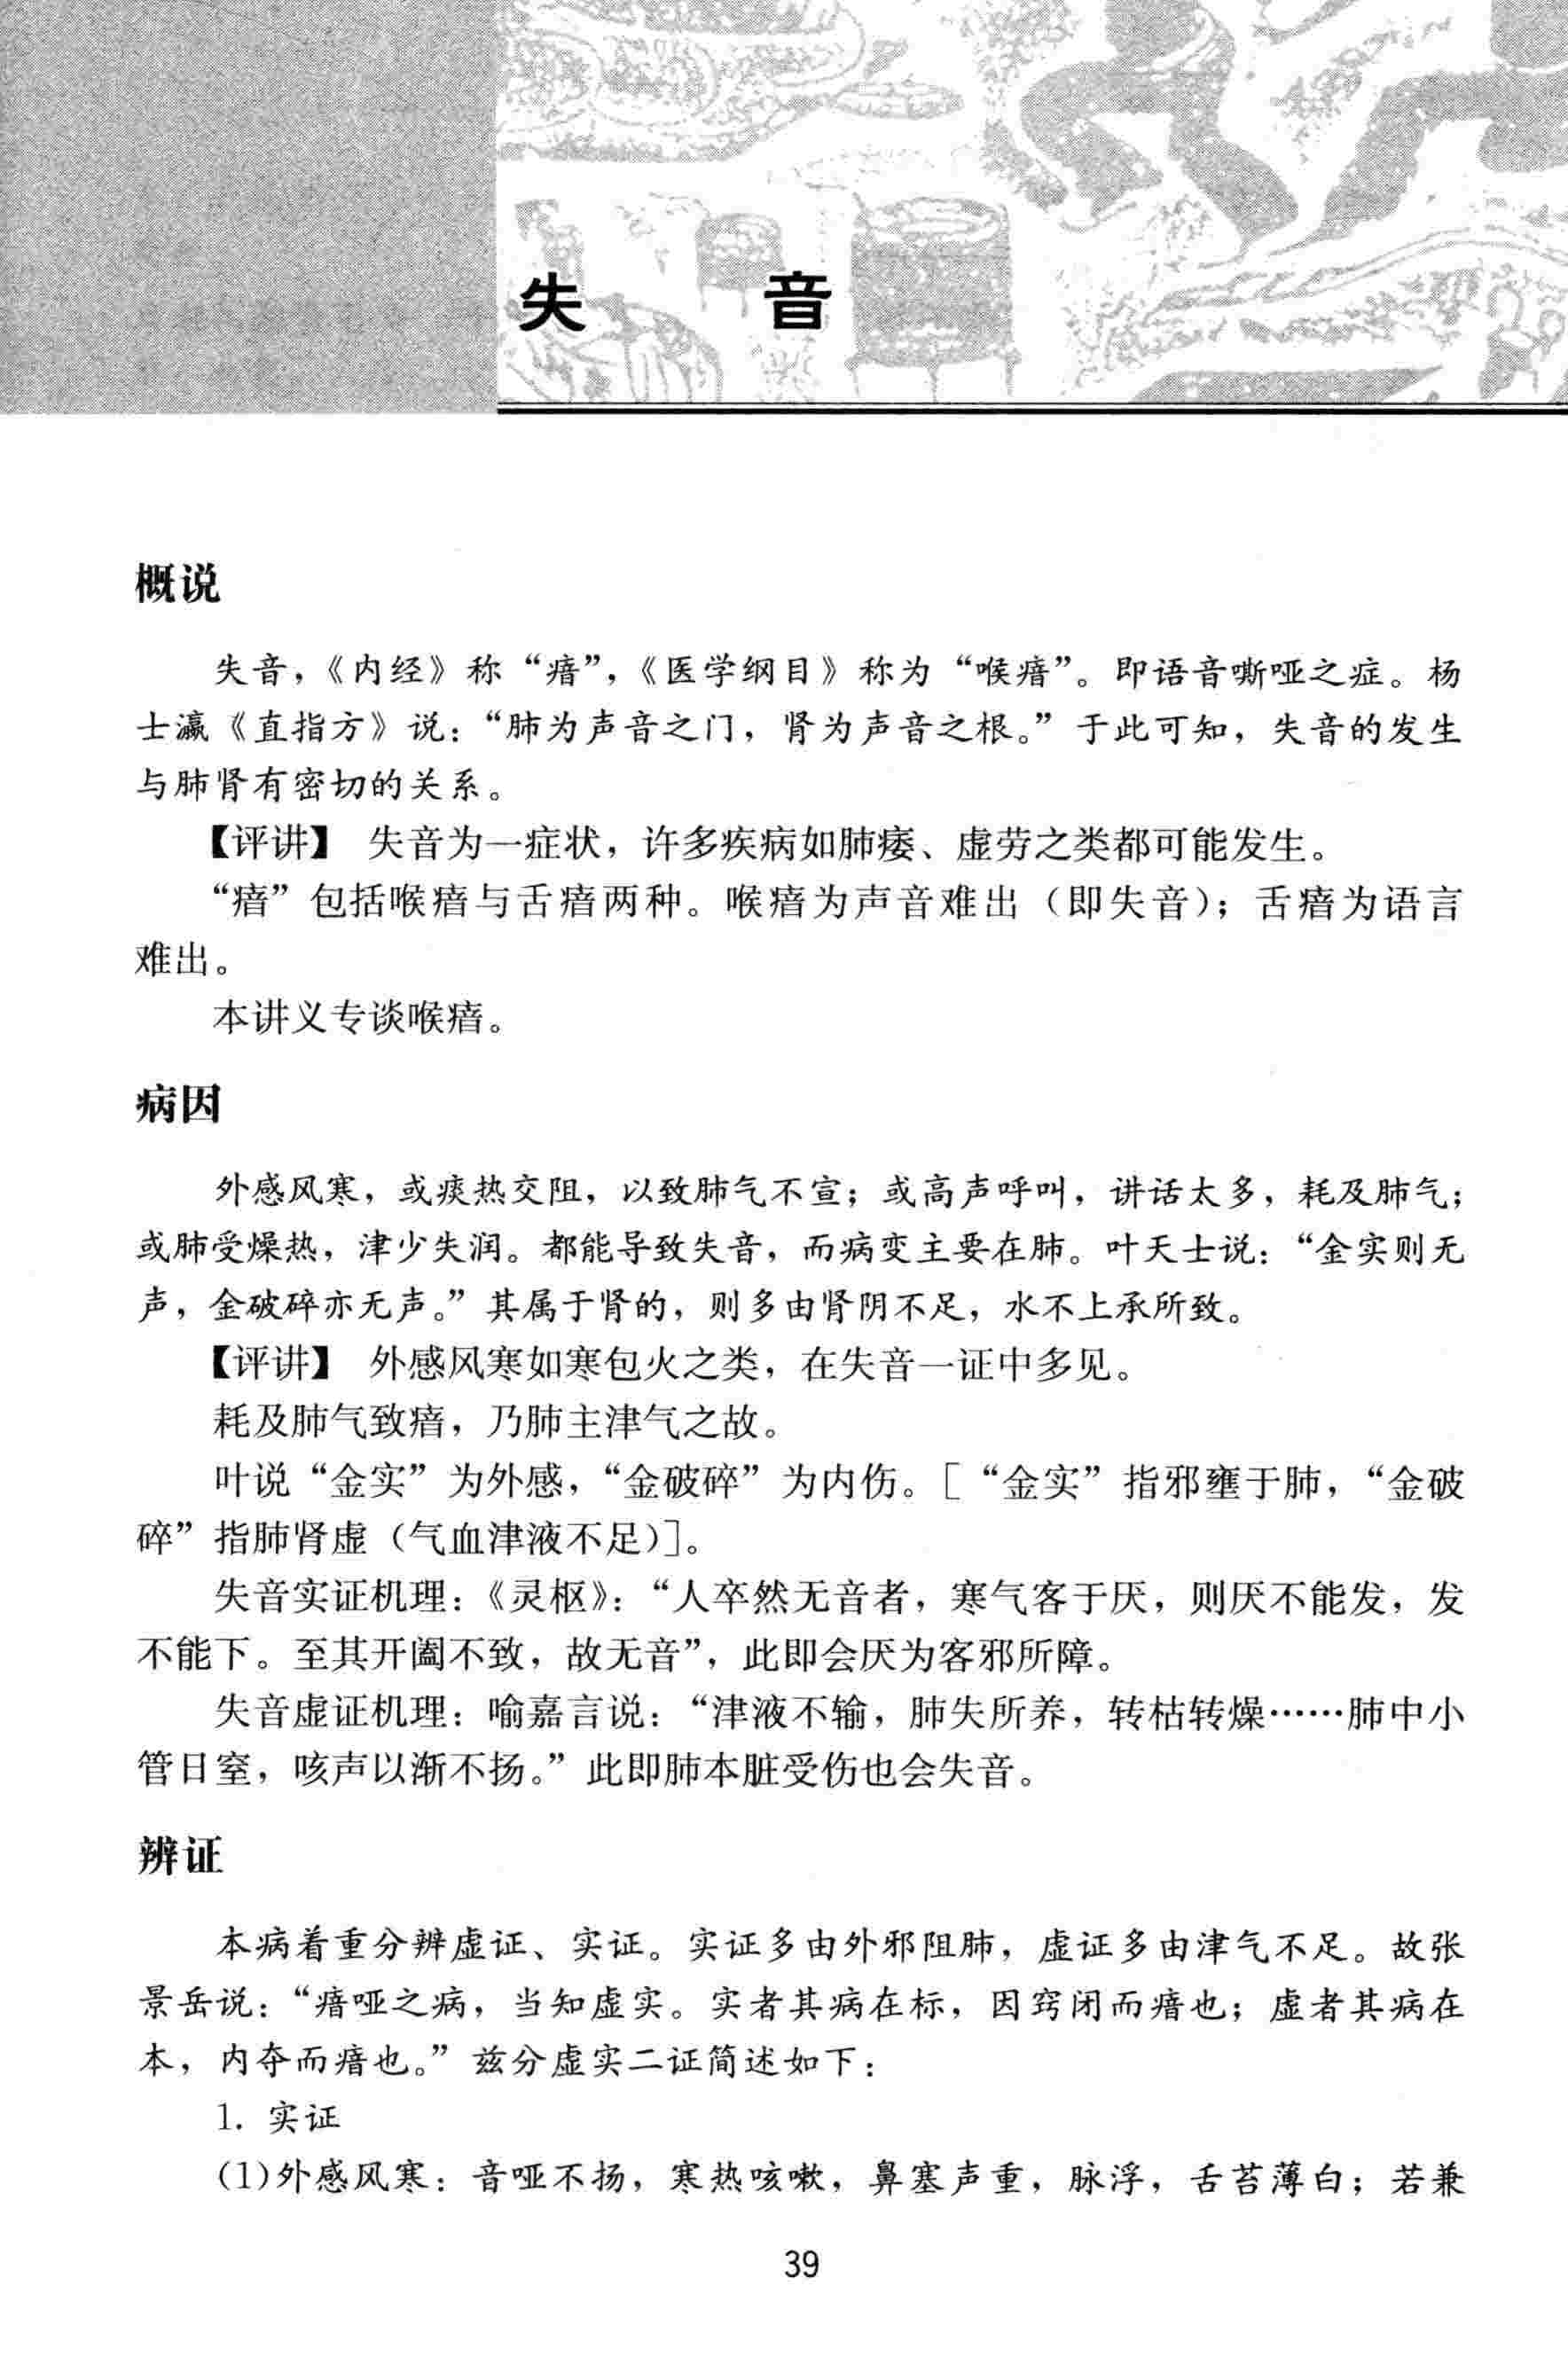 失　音
概说
失音，《内经》称“瘖”，《医学纲目》称为“喉瘖”。即语音嘶哑之症。杨
士瀛《直指方》说：“肺为声音之门，肾为声音之根。”于此可知，失音的发生
与肺肾有密切的关系。
【评讲】　失音为一症状，许多疾病如肺痿、虚劳之类都可能发生。
“瘖”包括喉瘖与舌瘖两种。喉瘖为声音难出（即失音）；舌瘖为语言
难出。
本讲义专谈喉瘖。
病因
外感风寒，或痰热交阻，以致肺气不宣；或高声呼叫，讲话太多，耗及肺气；
或肺受燥热，津少失润。都能导致失音，而病变主要在肺。叶天士说：“金实则无
声，金破碎亦无声。”其属于肾的，则多由肾阴不足，水不上承所致。
【评讲】　外感风寒如寒包火之类，在失音一证中多见。
耗及肺气致瘖，乃肺主津气之故。
叶说“金实”为外感，“金破碎”为内伤。［“金实”指邪壅于肺，“金破
碎”指肺肾虚（气血津液不足）］。
失音实证机理：《灵枢》：“人卒然无音者，寒气客于厌，则厌不能发，发
不能下。至其开阖不致，故无音”，此即会厌为客邪所障。
失音虚证机理：喻嘉言说：“津液不输，肺失所养，转枯转燥……肺中小
管日窒，咳声以渐不扬。”此即肺本脏受伤也会失音。
辨证
本病着重分辨虚证、实证。实证多由外邪阻肺，虚证多由津气不足。故张
景岳说：“瘖哑之病，当知虚实。实者其病在标，因窍闭而瘖也；虚者其病在
本，内夺而瘖也。”兹分虚实二证简述如下：
1. 实证
(1)外感风寒：音哑不扬，寒热咳嗽，鼻塞声重，脉浮，舌苔薄白；若兼
39